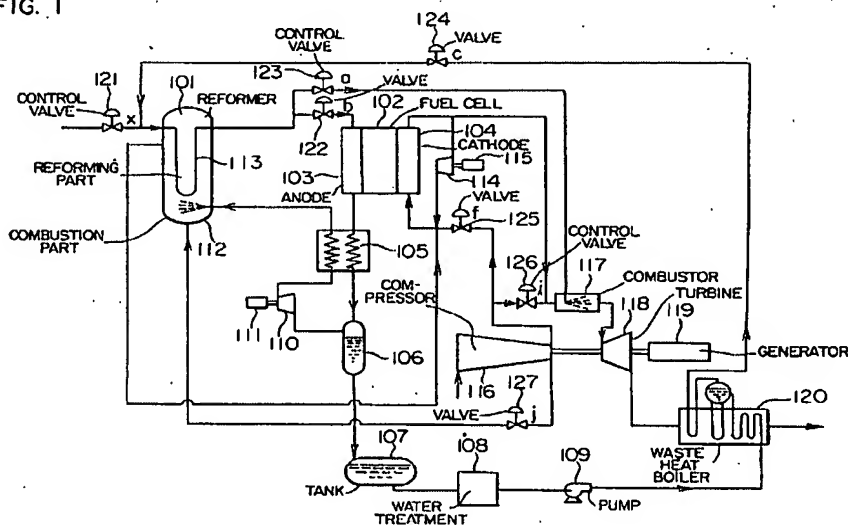 FIG. 1
124
VALVE
c
CONTROL
VALVE
123
a
VALVE
121
101
CONTROL
VALVE
x
REFORMER
b
102
FUEL CELL
122
104
CATHODE
REFORMING
PART
113
115
103
ANODE
114
VALVE
f
125
COMBUSTION
PART
112
105
CONTROL
VALVE
126
i
117
COMBUSTOR
COM-
PRESSOR
118
TURBINE
119
111
110
106
GENERATOR
116
127
VALVE
j
120
107
108
109
WASTE
HEAT
BOILER
TANK
WATER
TREATMENT
PUMP